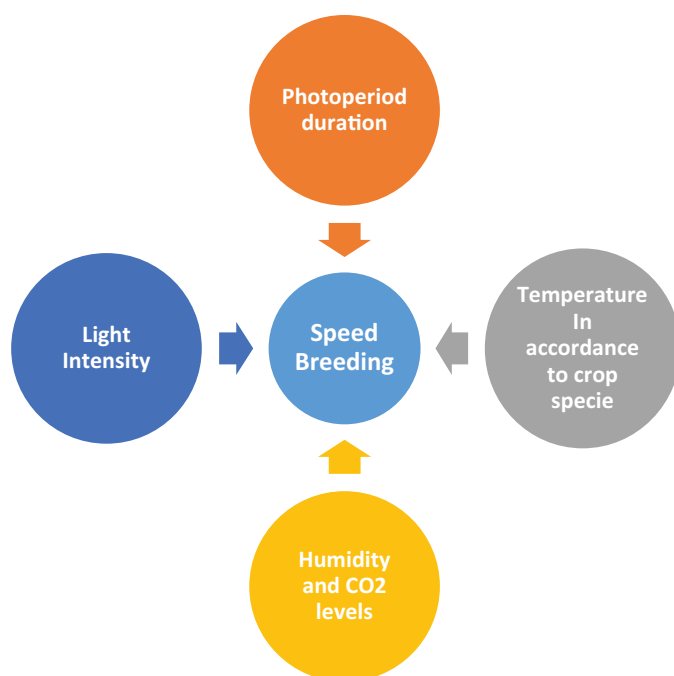 Photoperiod
duration
Light
Intensity
Speed
Breeding
Temperature
In
accordance
to crop
specie
Humidity
and CO2
levels